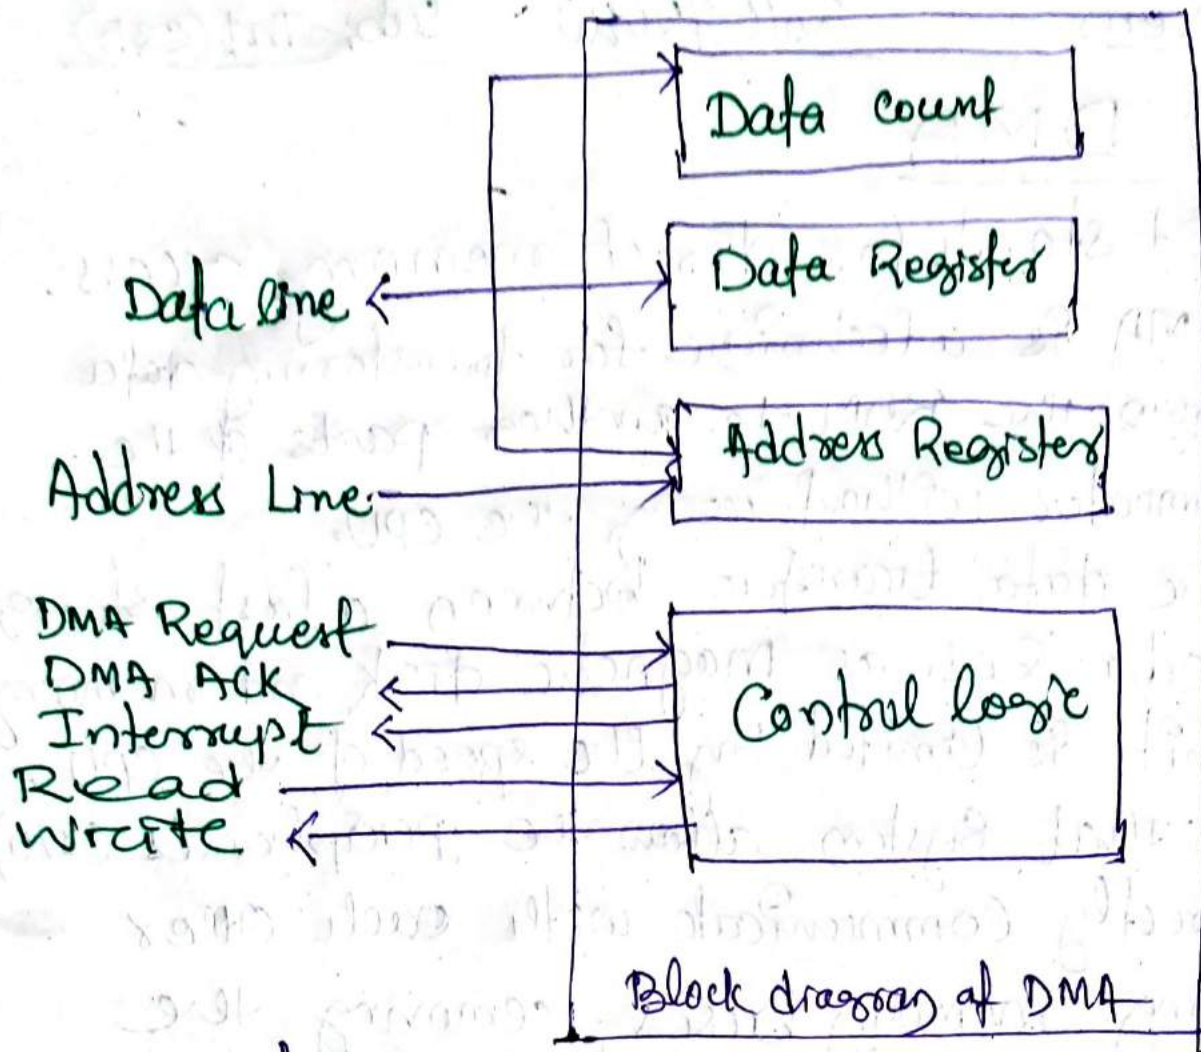 Data count
Data Register
Data line
Address Register
Address Line
DMA Request
DMA ACK
Interrupt
Control logic
Read
Write
Block diagram of DMA